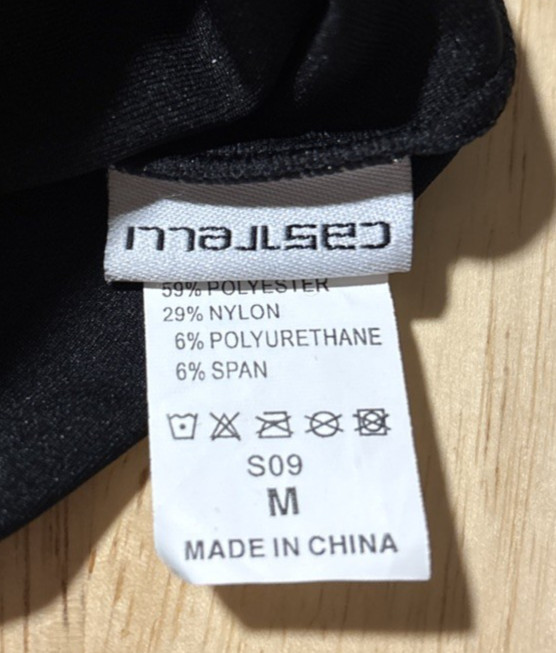 castelli
59% POLYESTER
29% NYLON
6% POLYURETHANE
6% SPAN
S09
M
MADE IN CHINA